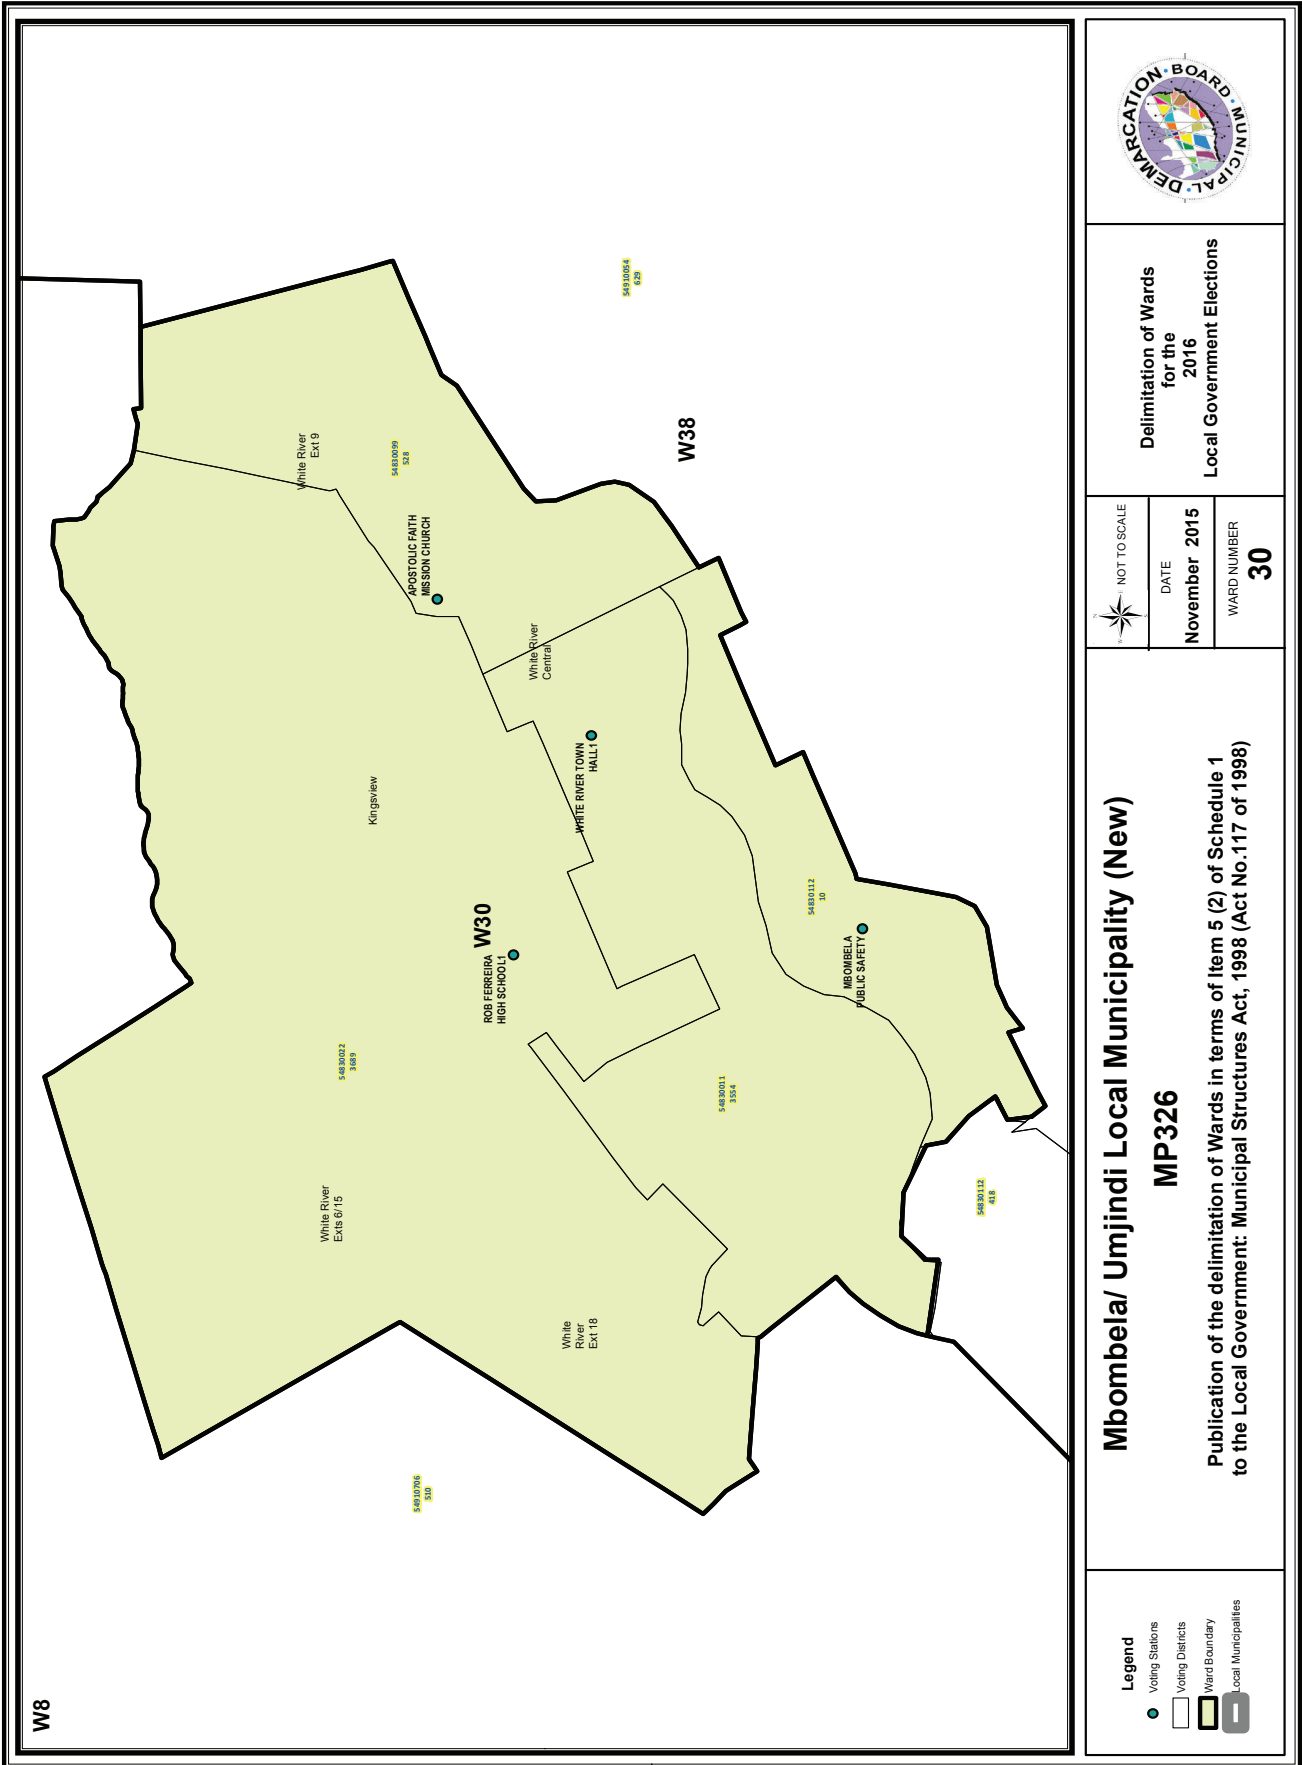 W8
White River
Ext 9
54830099
528
54910054
629
W38
APOSTOLIC FAITH
MISSION CHURCH
White River
Central
WHITE RIVER TOWN
HALL1
Kingsview
W30
ROB FERREIRA
HIGH SCHOOL1
54830022
3689
54830112
10
MBOMBELA
PUBLIC SAFETY
54830011
3554
54830112
418
White River
Exts 6/15
White
River
Ext 18
54910706
510
Legend
Voting Stations
Voting Districts
Ward Boundary
Local Municipalities
Mbombela/ Umjindi Local Municipality (New)
MP326
Publication of the delimitation of Wards in terms of Item 5 (2) of Schedule 1
to the Local Government: Municipal Structures Act, 1998 (Act No.117 of 1998)
N
W
E
S
NOT TO SCALE
DATE
November 2015
WARD NUMBER
30
Delimitation of Wards
for the
2016
Local Government Elections
MUNICIPAL DEMARCATION BOARD